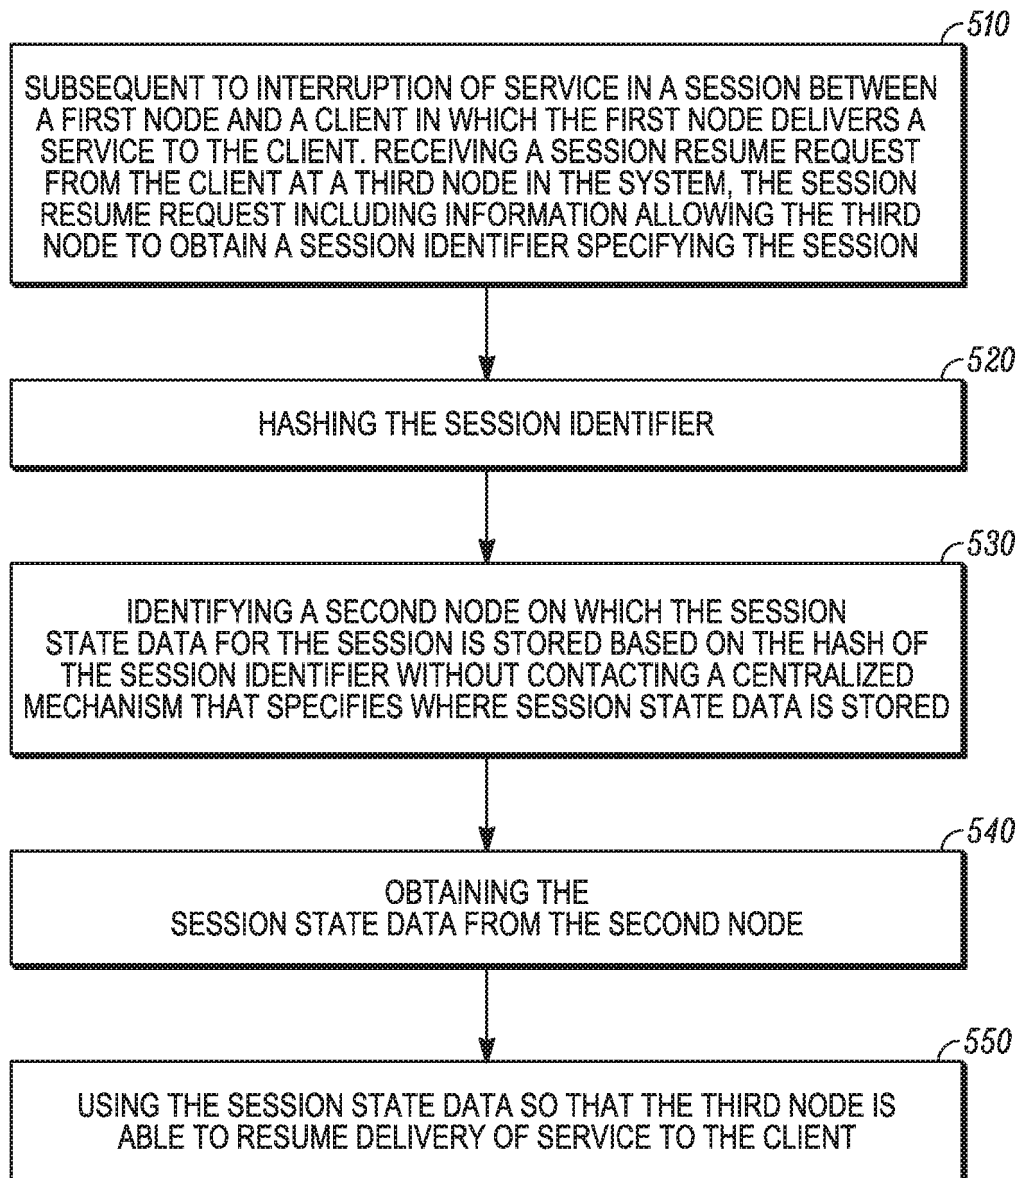 510
SUBSEQUENT TO INTERRUPTION OF SERVICE IN A SESSION BETWEEN
A FIRST NODE AND A CLIENT IN WHICH THE FIRST NODE DELIVERS A
SERVICE TO THE CLIENT. RECEIVING A SESSION RESUME REQUEST
FROM THE CLIENT AT A THIRD NODE IN THE SYSTEM, THE SESSION
RESUME REQUEST INCLUDING INFORMATION ALLOWING THE THIRD
NODE TO OBTAIN A SESSION IDENTIFIER SPECIFYING THE SESSION
520
HASHING THE SESSION IDENTIFIER
530
IDENTIFYING A SECOND NODE ON WHICH THE SESSION
STATE DATA FOR THE SESSION IS STORED BASED ON THE HASH OF
THE SESSION IDENTIFIER WITHOUT CONTACTING A CENTRALIZED
MECHANISM THAT SPECIFIES WHERE SESSION STATE DATA IS STORED
540
OBTAINING THE
SESSION STATE DATA FROM THE SECOND NODE
550
USING THE SESSION STATE DATA SO THAT THE THIRD NODE IS
ABLE TO RESUME DELIVERY OF SERVICE TO THE CLIENT